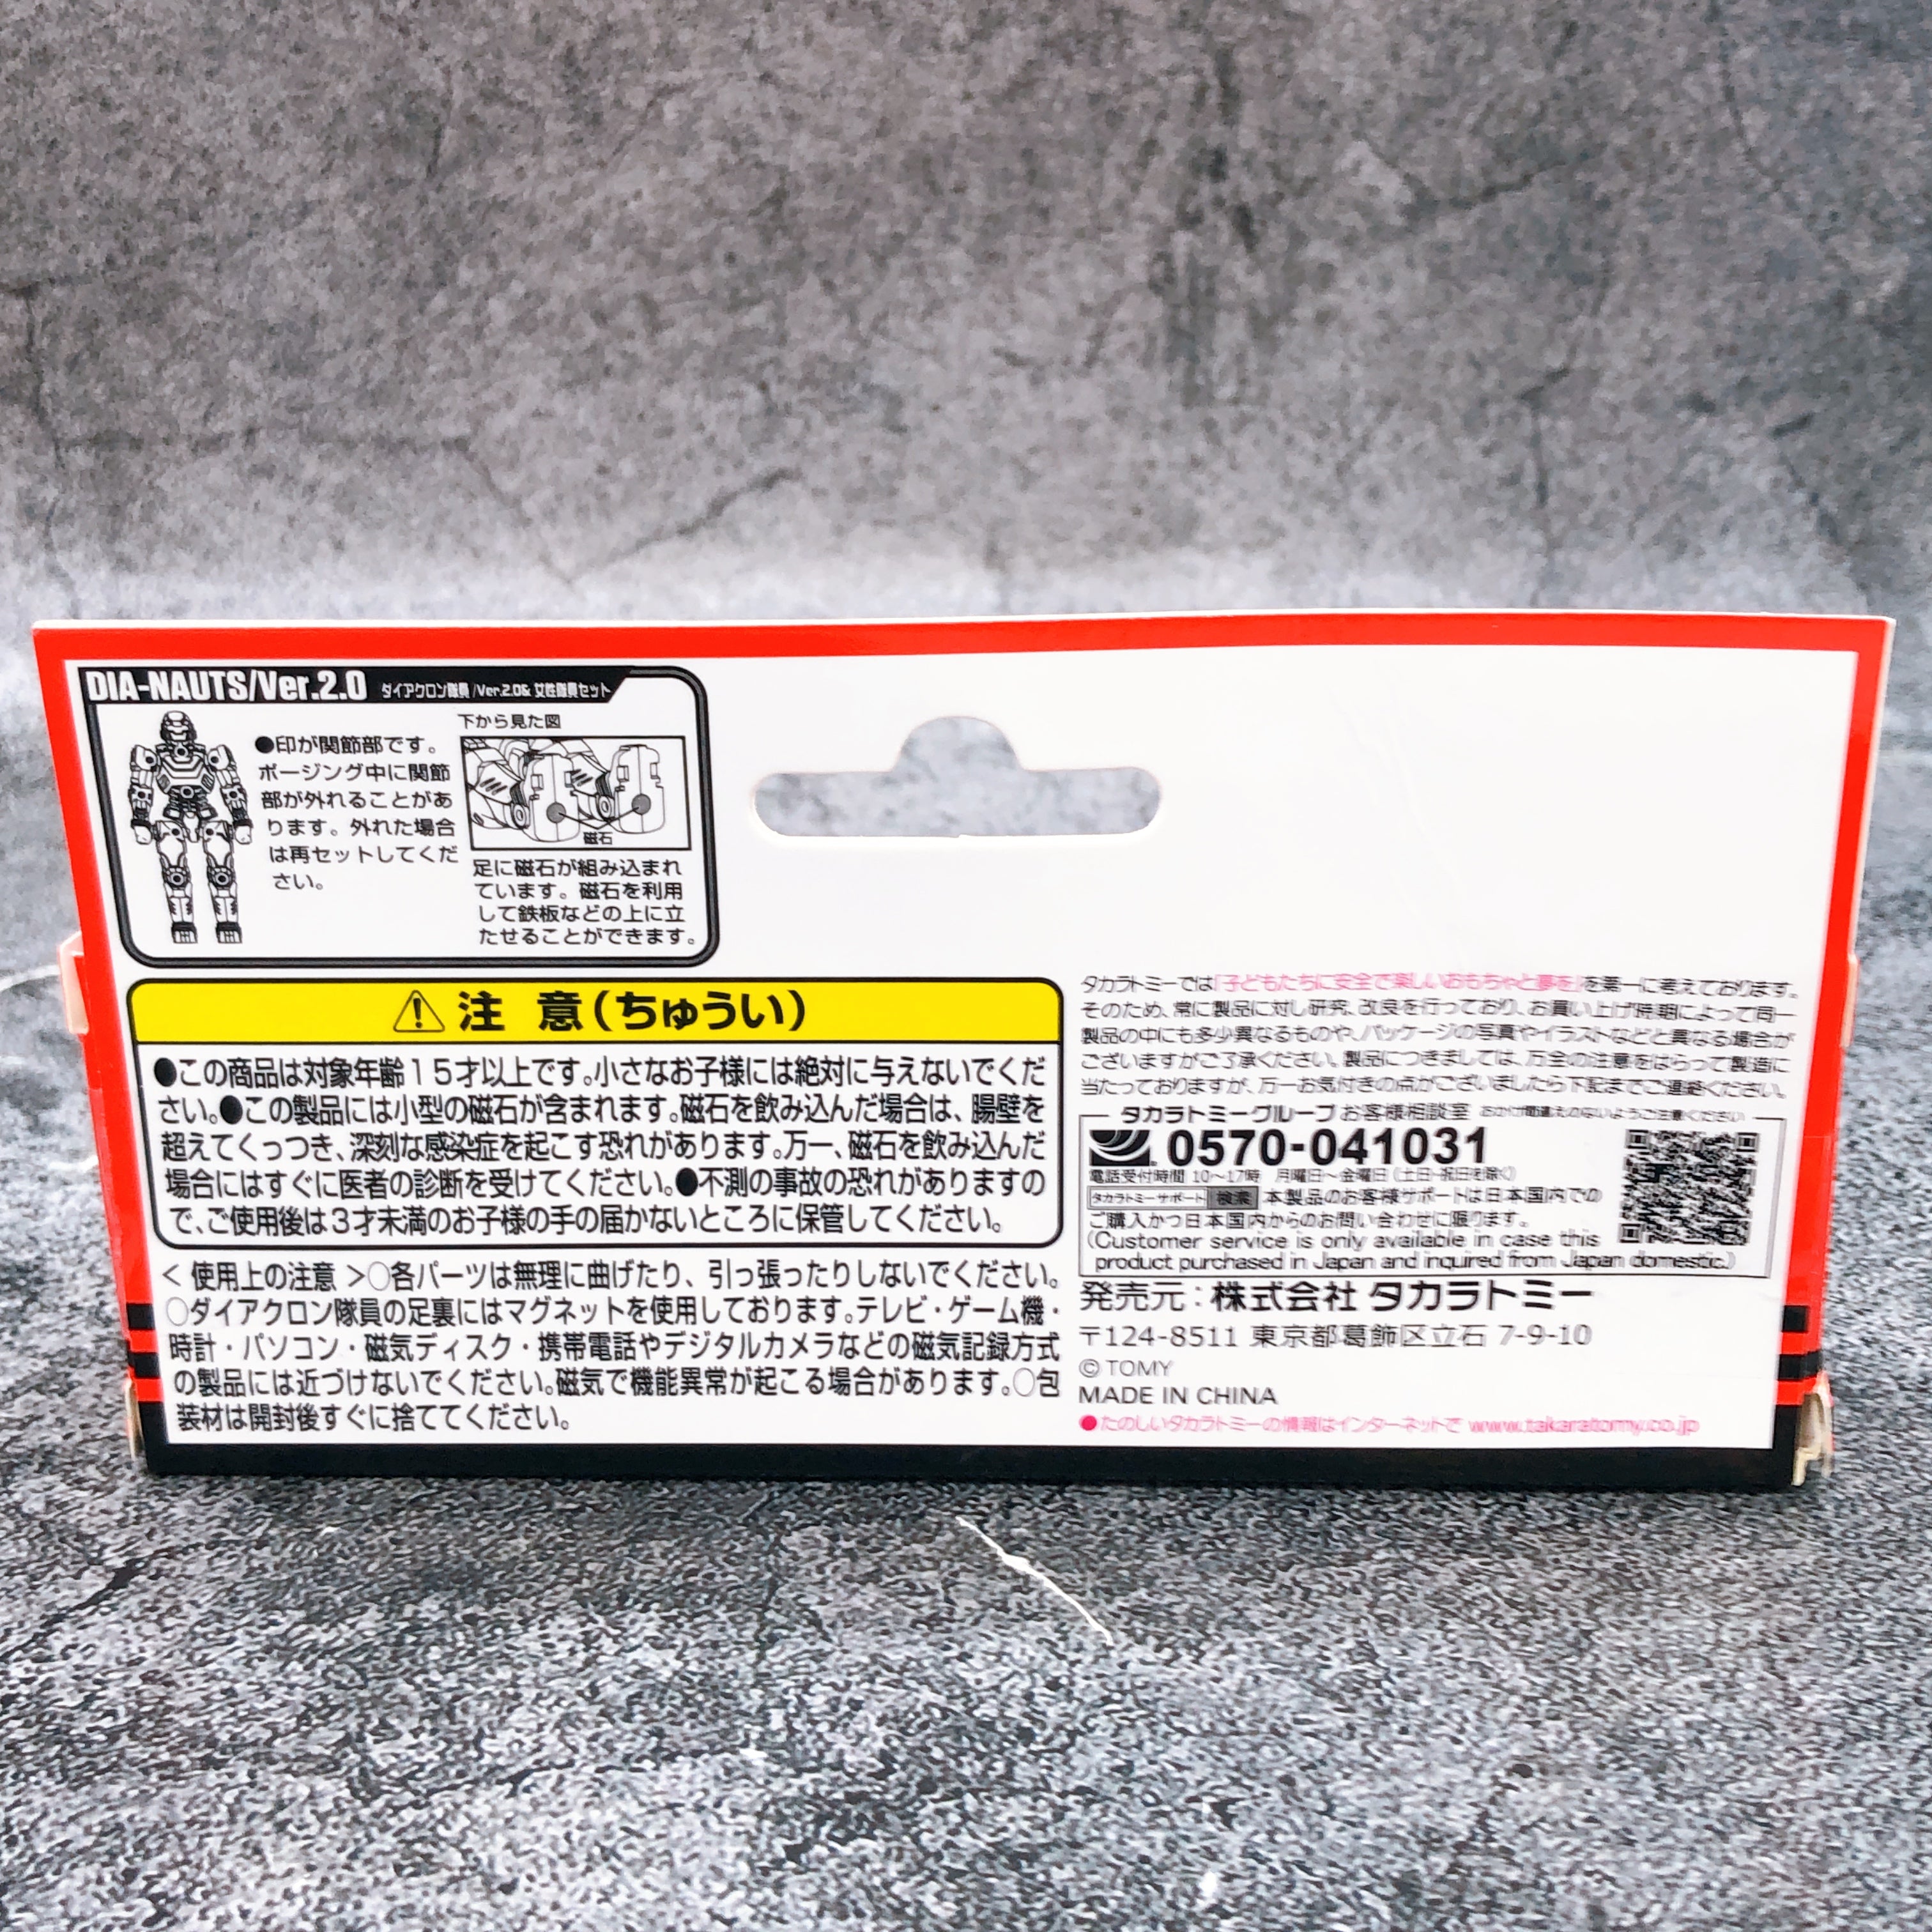 DIA-NAUTS/Ver.2.0 ダイアクロン隊員/Ver.2.0& 女性隊員セット
●印が関節部です。
ポージング中に関節
部が外れることがあ
ります。外れた場合
は再セットしてくだ
さい。
下から見た図
磁石
足に磁石が組み込まれ
ています。磁石を利用
して鉄板などの上に立
たせることができます。
注 意(ちゅうい)
●この商品は対象年齢15才以上です。小さなお子様には絶対に与えないでくだ
さい。●この製品には小型の磁石が含まれます。磁石を飲み込んだ場合は、腸壁を
超えてくっつき、深刻な感染症を起こす恐れがあります。万一、磁石を飲み込んだ
場合にはすぐに医者の診断を受けてください。●不測の事故の恐れがありますの
で、ご使用後は3才未満のお子様の手の届かないところに保管してください。
< 使用上の注意 >○各パーツは無理に曲げたり、引っ張ったりしないでください。
○ダイアクロン隊員の足裏にはマグネットを使用しております。テレビ・ゲーム機・
時計・パソコン・磁気ディスク・携帯電話やデジタルカメラなどの磁気記録方式
の製品には近づけないでください。磁気で機能異常が起こる場合があります。○包
装材は開封後すぐに捨ててください。
タカラトミーでは「子どもたちに安全で楽しいおもちゃと夢を」を第一に考えております。
そのため、常に製品に対し研究、改良を行っており、お買い上げ時期によって同一
製品の中にも多少異なるものや、パッケージの写真やイラストなどと異なる場合が
ございますがご了承ください。製品につきましては、万全の注意をはらって製造に
当たっておりますが、万一お気付きの点がございましたら下記までご連絡ください。
タカラトミーグループ お客様相談室 おかけ間違えのないようご注意ください
0570-041031
電話受付時間 10〜17時 月曜日〜金曜日(土日・祝日を除く)
タカラトミーサポート 検索 本製品のお客様サポートは日本国内での
ご購入かつ日本国内からのお問い合わせに限ります。
(Customer service is only available in case this
product purchased in Japan and inquired from Japan domestic.)
発売元:株式会社 タカラトミー
〒124-8511 東京都葛飾区立石 7-9-10
© TOMY
MADE IN CHINA
●たのしいタカラトミーの情報はインターネットで www.takaratomy.co.jp